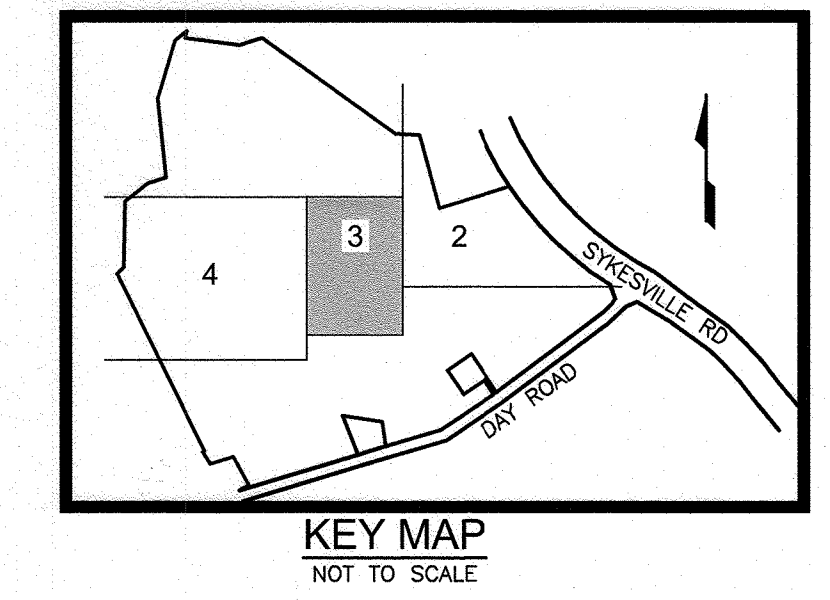 3
2
4
SYKESVILLE RD
DAY ROAD
KEY MAP
NOT TO SCALE